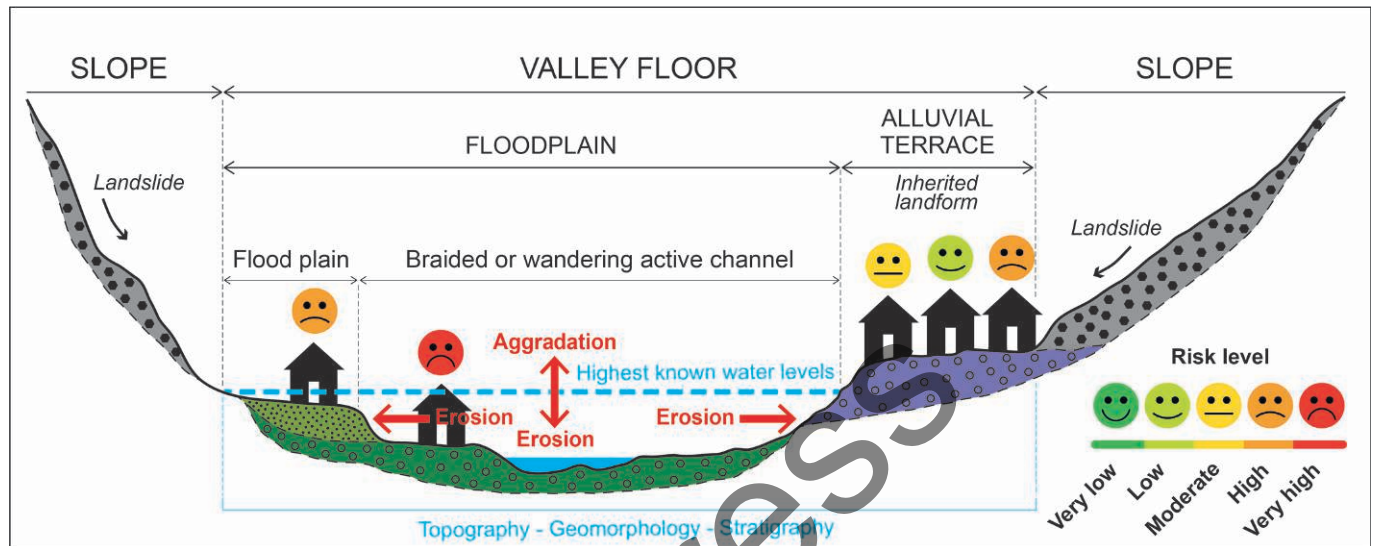 SLOPE
VALLEY FLOOR
SLOPE
FLOODPLAIN
ALLUVIAL
TERRACE
Inherited
landform
Landslide
Landslide
Flood plain
Braided or wandering active channel
Aggradation
Highest known water levels
Erosion
Erosion
Erosion
Risk level
Very low
Low
Moderate
High
Very high
Topography - Geomorphology - Stratigraphy
ess